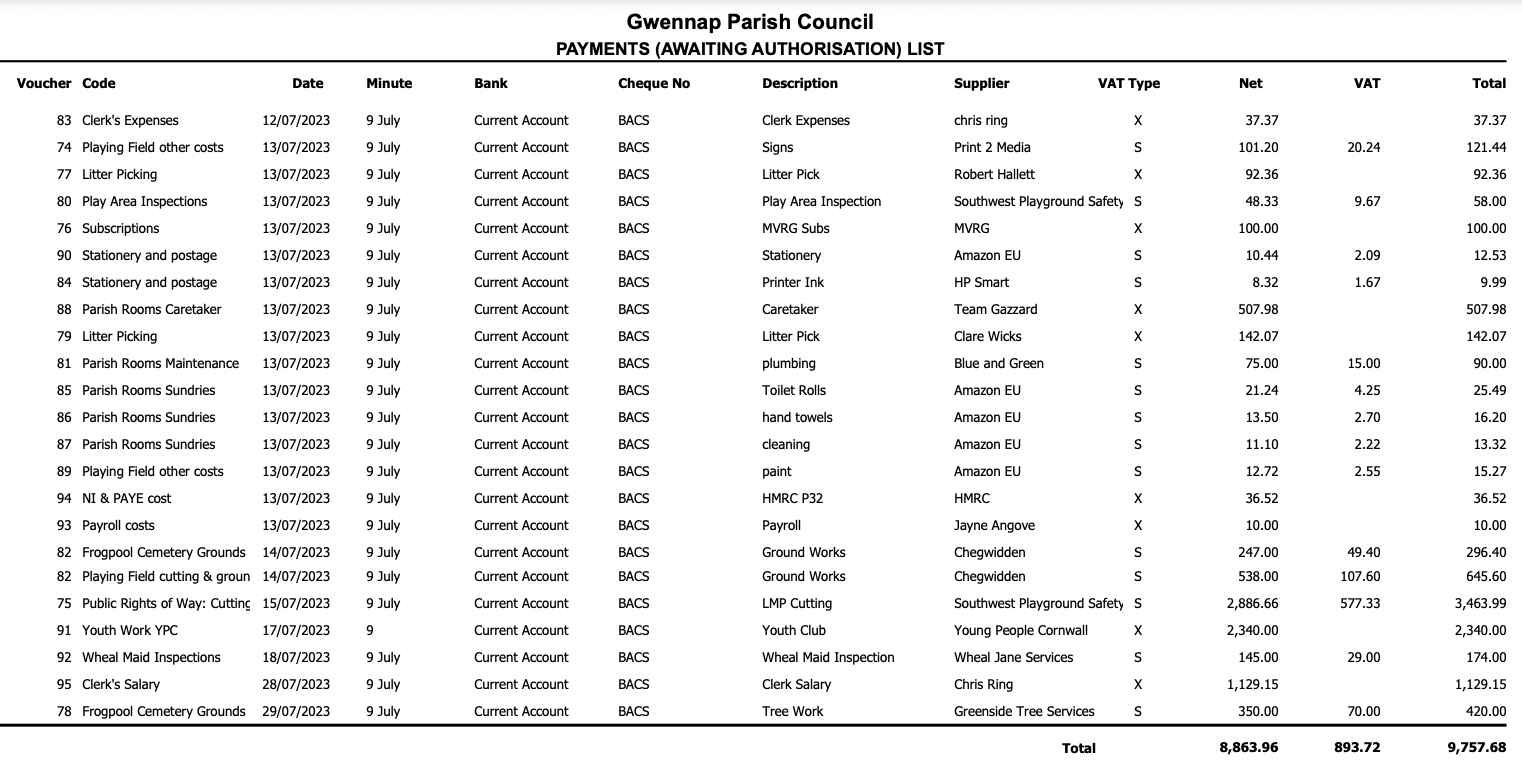 Gwennap Parish Council
PAYMENTS (AWAITING AUTHORISATION) LIST
Voucher Code Date Minute Bank Cheque No Description Supplier VAT Type Net VAT Total
83 Clerk's Expenses 12/07/2023 9 July Current Account BACS Clerk Expenses chris ring X 37.37 37.37
74 Playing Field other costs 13/07/2023 9 July Current Account BACS Signs Print 2 Media S 101.20 20.24 121.44
77 Litter Picking 13/07/2023 9 July Current Account BACS Litter Pick Robert Hallett X 92.36 92.36
80 Play Area Inspections 13/07/2023 9 July Current Account BACS Play Area Inspection Southwest Playground Safety S 48.33 9.67 58.00
76 Subscriptions 13/07/2023 9 July Current Account BACS MVRG Subs MVRG X 100.00 100.00
90 Stationery and postage 13/07/2023 9 July Current Account BACS Stationery Amazon EU S 10.44 2.09 12.53
84 Stationery and postage 13/07/2023 9 July Current Account BACS Printer Ink HP Smart S 8.32 1.67 9.99
88 Parish Rooms Caretaker 13/07/2023 9 July Current Account BACS Caretaker Team Gazzard X 507.98 507.98
79 Litter Picking 13/07/2023 9 July Current Account BACS Litter Pick Clare Wicks X 142.07 142.07
81 Parish Rooms Maintenance 13/07/2023 9 July Current Account BACS plumbing Blue and Green S 75.00 15.00 90.00
85 Parish Rooms Sundries 13/07/2023 9 July Current Account BACS Toilet Rolls Amazon EU S 21.24 4.25 25.49
86 Parish Rooms Sundries 13/07/2023 9 July Current Account BACS hand towels Amazon EU S 13.50 2.70 16.20
87 Parish Rooms Sundries 13/07/2023 9 July Current Account BACS cleaning Amazon EU S 11.10 2.22 13.32
89 Playing Field other costs 13/07/2023 9 July Current Account BACS paint Amazon EU S 12.72 2.55 15.27
94 NI & PAYE cost 13/07/2023 9 July Current Account BACS HMRC P32 HMRC X 36.52 36.52
93 Payroll costs 13/07/2023 9 July Current Account BACS Payroll Jayne Angove X 10.00 10.00
82 Frogpool Cemetery Grounds 14/07/2023 9 July Current Account BACS Ground Works Chegwidden S 247.00 49.40 296.40
82 Playing Field cutting & groun 14/07/2023 9 July Current Account BACS Ground Works Chegwidden S 538.00 107.60 645.60
75 Public Rights of Way: Cutting 15/07/2023 9 July Current Account BACS LMP Cutting Southwest Playground Safety S 2,886.66 577.33 3,463.99
91 Youth Work YPC 17/07/2023 9 Current Account BACS Youth Club Young People Cornwall X 2,340.00 2,340.00
92 Wheal Maid Inspections 18/07/2023 9 July Current Account BACS Wheal Maid Inspection Wheal Jane Services S 145.00 29.00 174.00
95 Clerk's Salary 28/07/2023 9 July Current Account BACS Clerk Salary Chris Ring X 1,129.15 1,129.15
78 Frogpool Cemetery Grounds 29/07/2023 9 July Current Account BACS Tree Work Greenside Tree Services S 350.00 70.00 420.00
Total 8,863.96 893.72 9,757.68